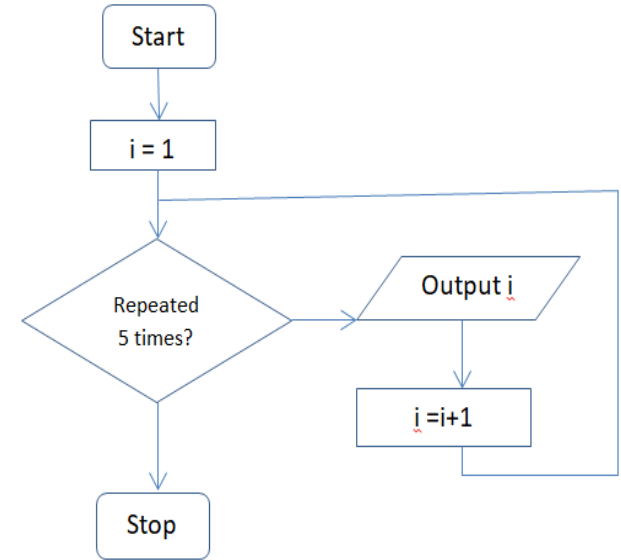 Start
i = 1
Repeated
5 times?
Output i
i =i+1
Stop